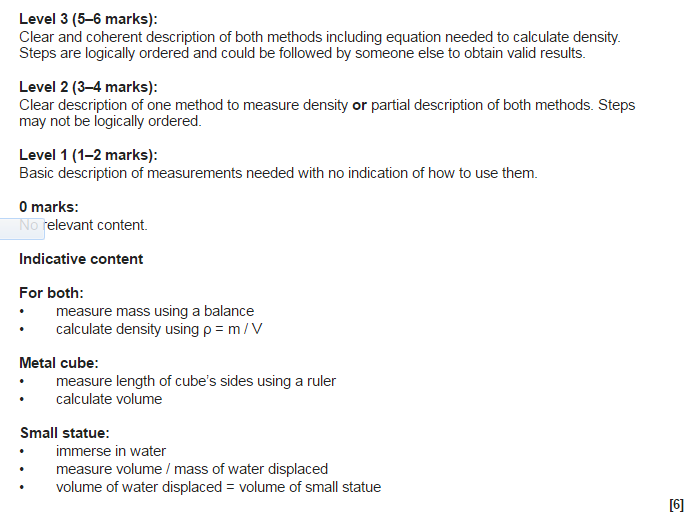 Level 3 (5–6 marks):
Clear and coherent description of both methods including equation needed to calculate density.
Steps are logically ordered and could be followed by someone else to obtain valid results.
Level 2 (3–4 marks):
Clear description of one method to measure density or partial description of both methods. Steps
may not be logically ordered.
Level 1 (1–2 marks):
Basic description of measurements needed with no indication of how to use them.
0 marks:
No relevant content.
Indicative content
For both:
• measure mass using a balance
• calculate density using ρ = m / V
Metal cube:
• measure length of cube’s sides using a ruler
• calculate volume
Small statue:
• immerse in water
• measure volume / mass of water displaced
• volume of water displaced = volume of small statue
[6]